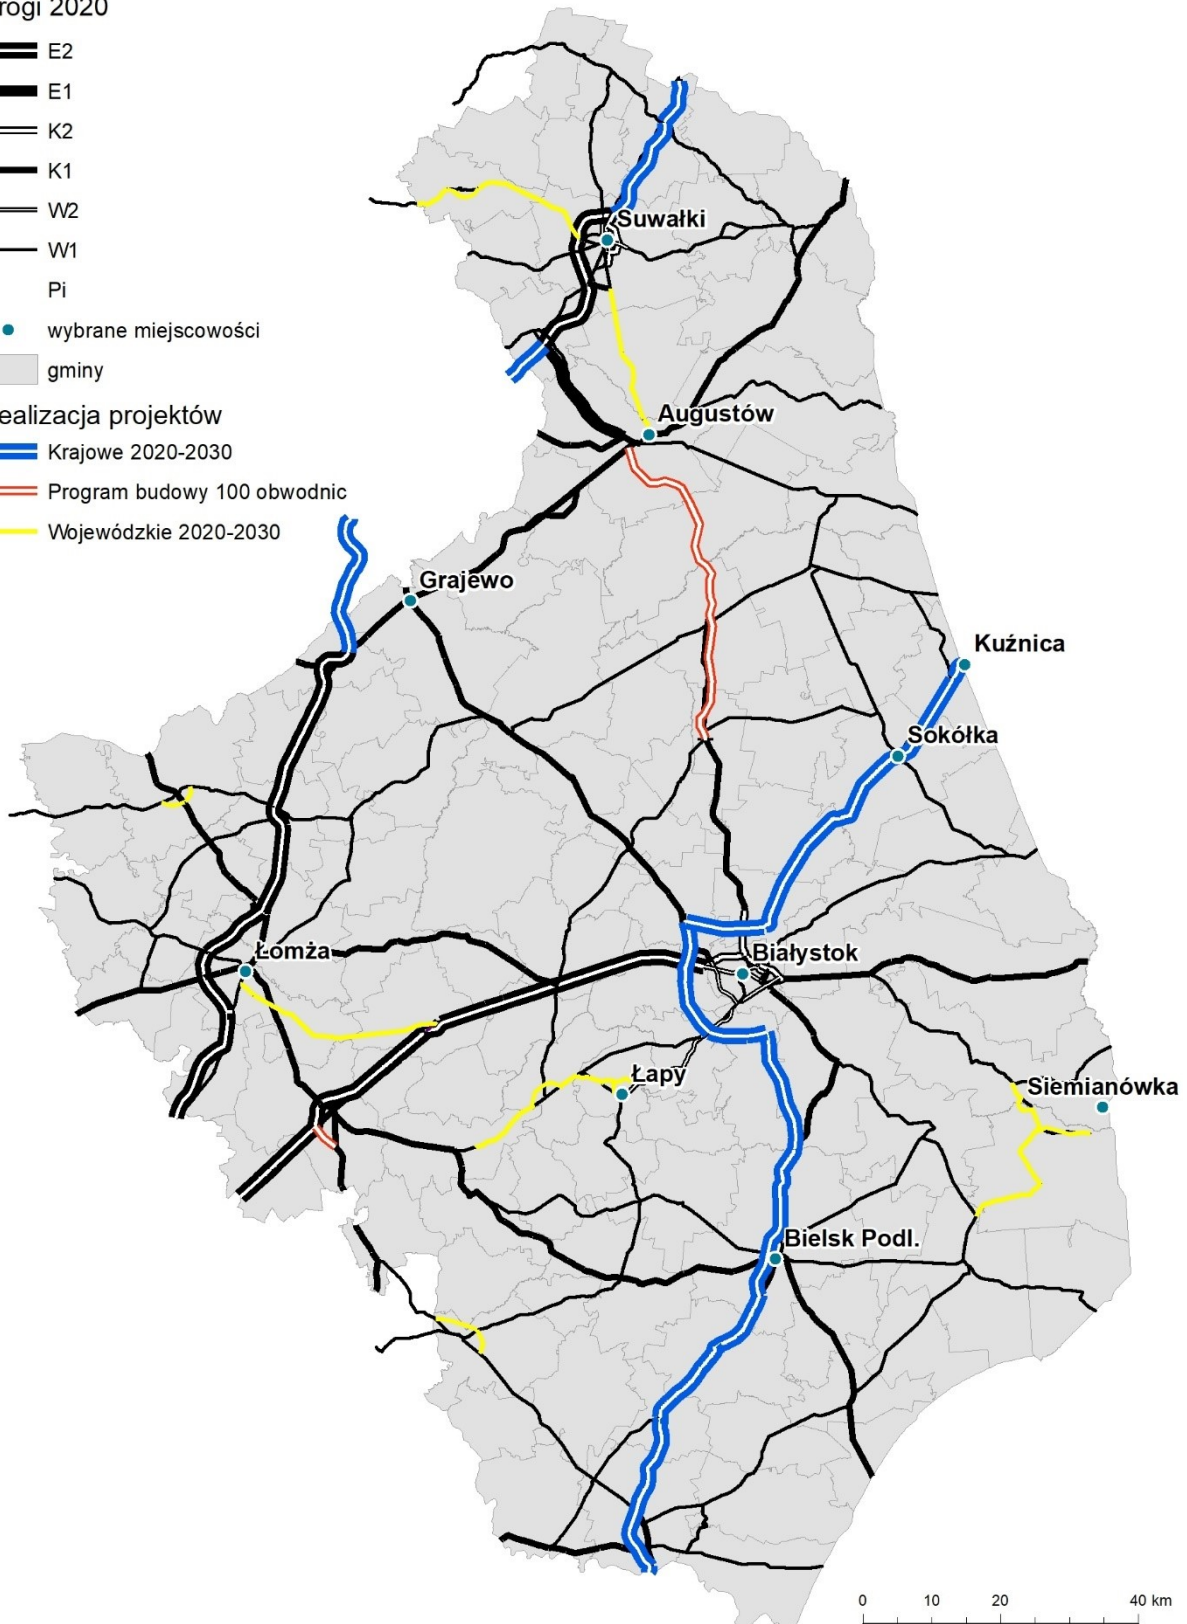 rogi 2020
E2
E1
K2
K1
W2
W1
Pi
wybrane miejscowości
gminy
ealizacja projektów
Krajowe 2020-2030
Program budowy 100 obwodnic
Wojewódzkie 2020-2030
Suwałki
Augustów
Grajewo
Kuźnica
Sokółka
Łomża
Białystok
Łapy
Siemianówka
Bielsk Podl.
0 10 20 40 km